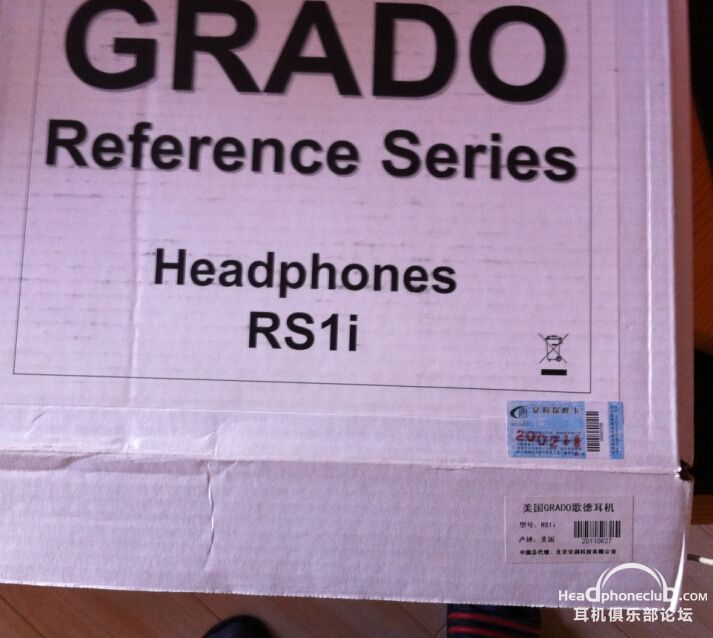 GRADO
Reference Series
Headphones
RS1i
美国GRADO歌德耳机
型号: RS1i
产地: 美国
20110627
HeadphoneclUb.com
耳机俱乐部论坛